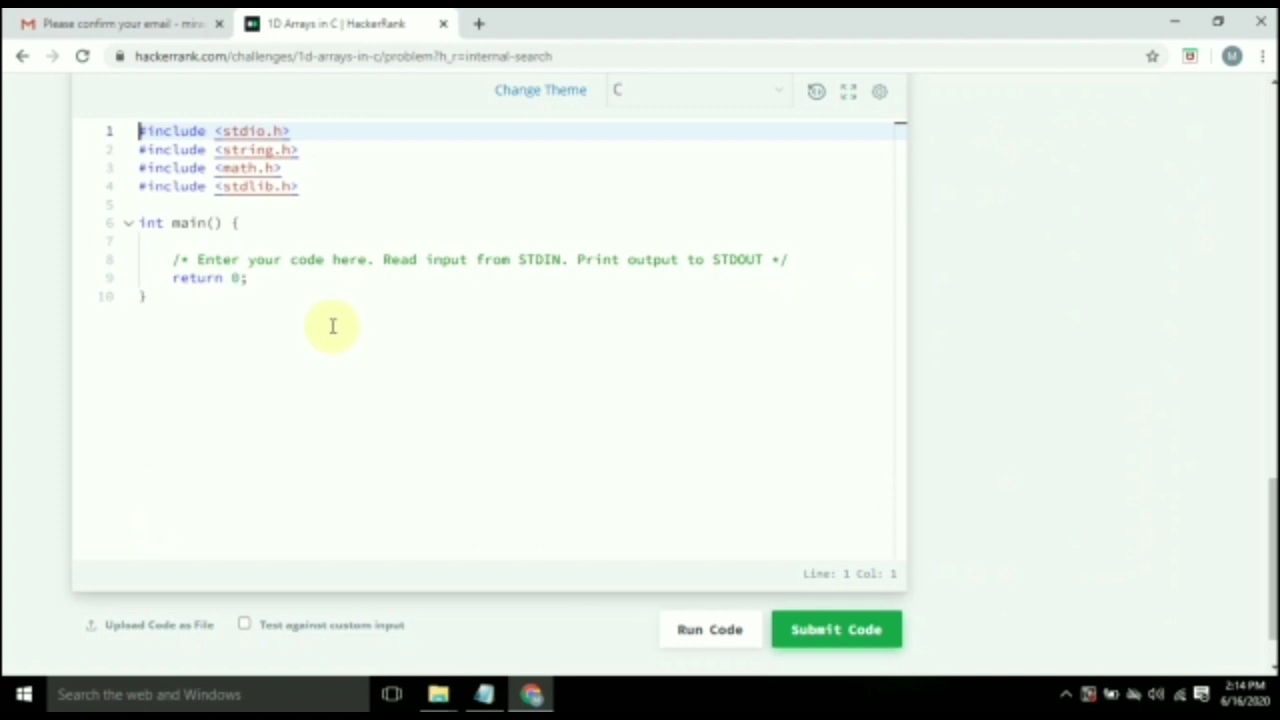 Please confirm your email - mira
1D Arrays in C | HackerRank
hackerrank.com/challenges/1d-arrays-in-c/problem?h_r=internal-search
M
Change Theme
C
1 #include <stdio.h>
2 #include <string.h>
3 #include <math.h>
4 #include <stdlib.h>
5
6 int main() {
7
8 /* Enter your code here. Read input from STDIN. Print output to STDOUT */
9 return 0;
10 }
Line: 1 Col: 1
Upload Code as File
Test against custom input
Run Code
Submit Code
Search the web and Windows
2:14 PM
6/16/2020